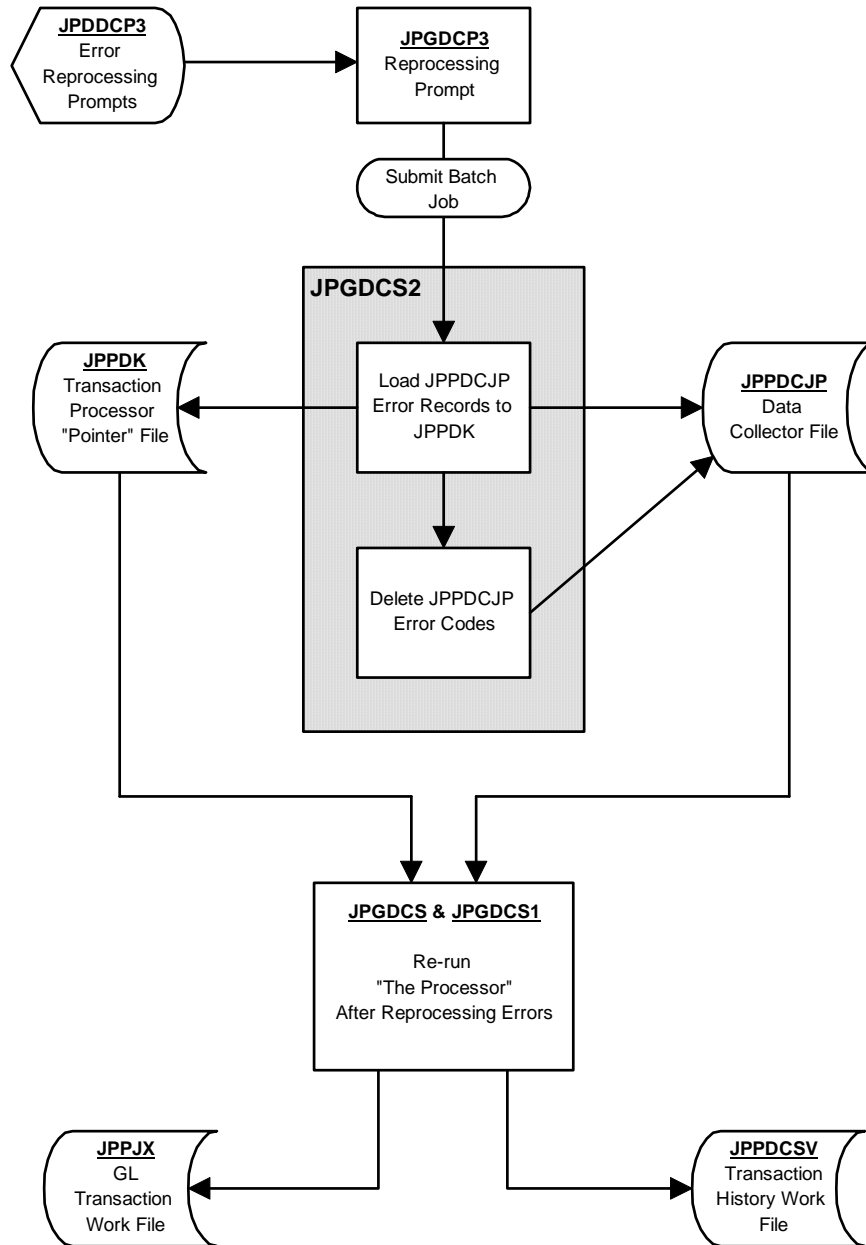 JPDDCP3
Error
Reprocessing
Prompts
JPGDCP3
Reprocessing
Prompt
Submit Batch
Job
JPGDCS2
JPPDK
Transaction
Processor
"Pointer" File
Load JPPDCJP
Error Records to
JPPDK
JPPDCJP
Data
Collector File
Delete JPPDCJP
Error Codes
JPGDCS & JPGDCS1
Re-run
"The Processor"
After Reprocessing Errors
JPPJX
GL
Transaction
Work File
JPPDCSV
Transaction
History Work
File